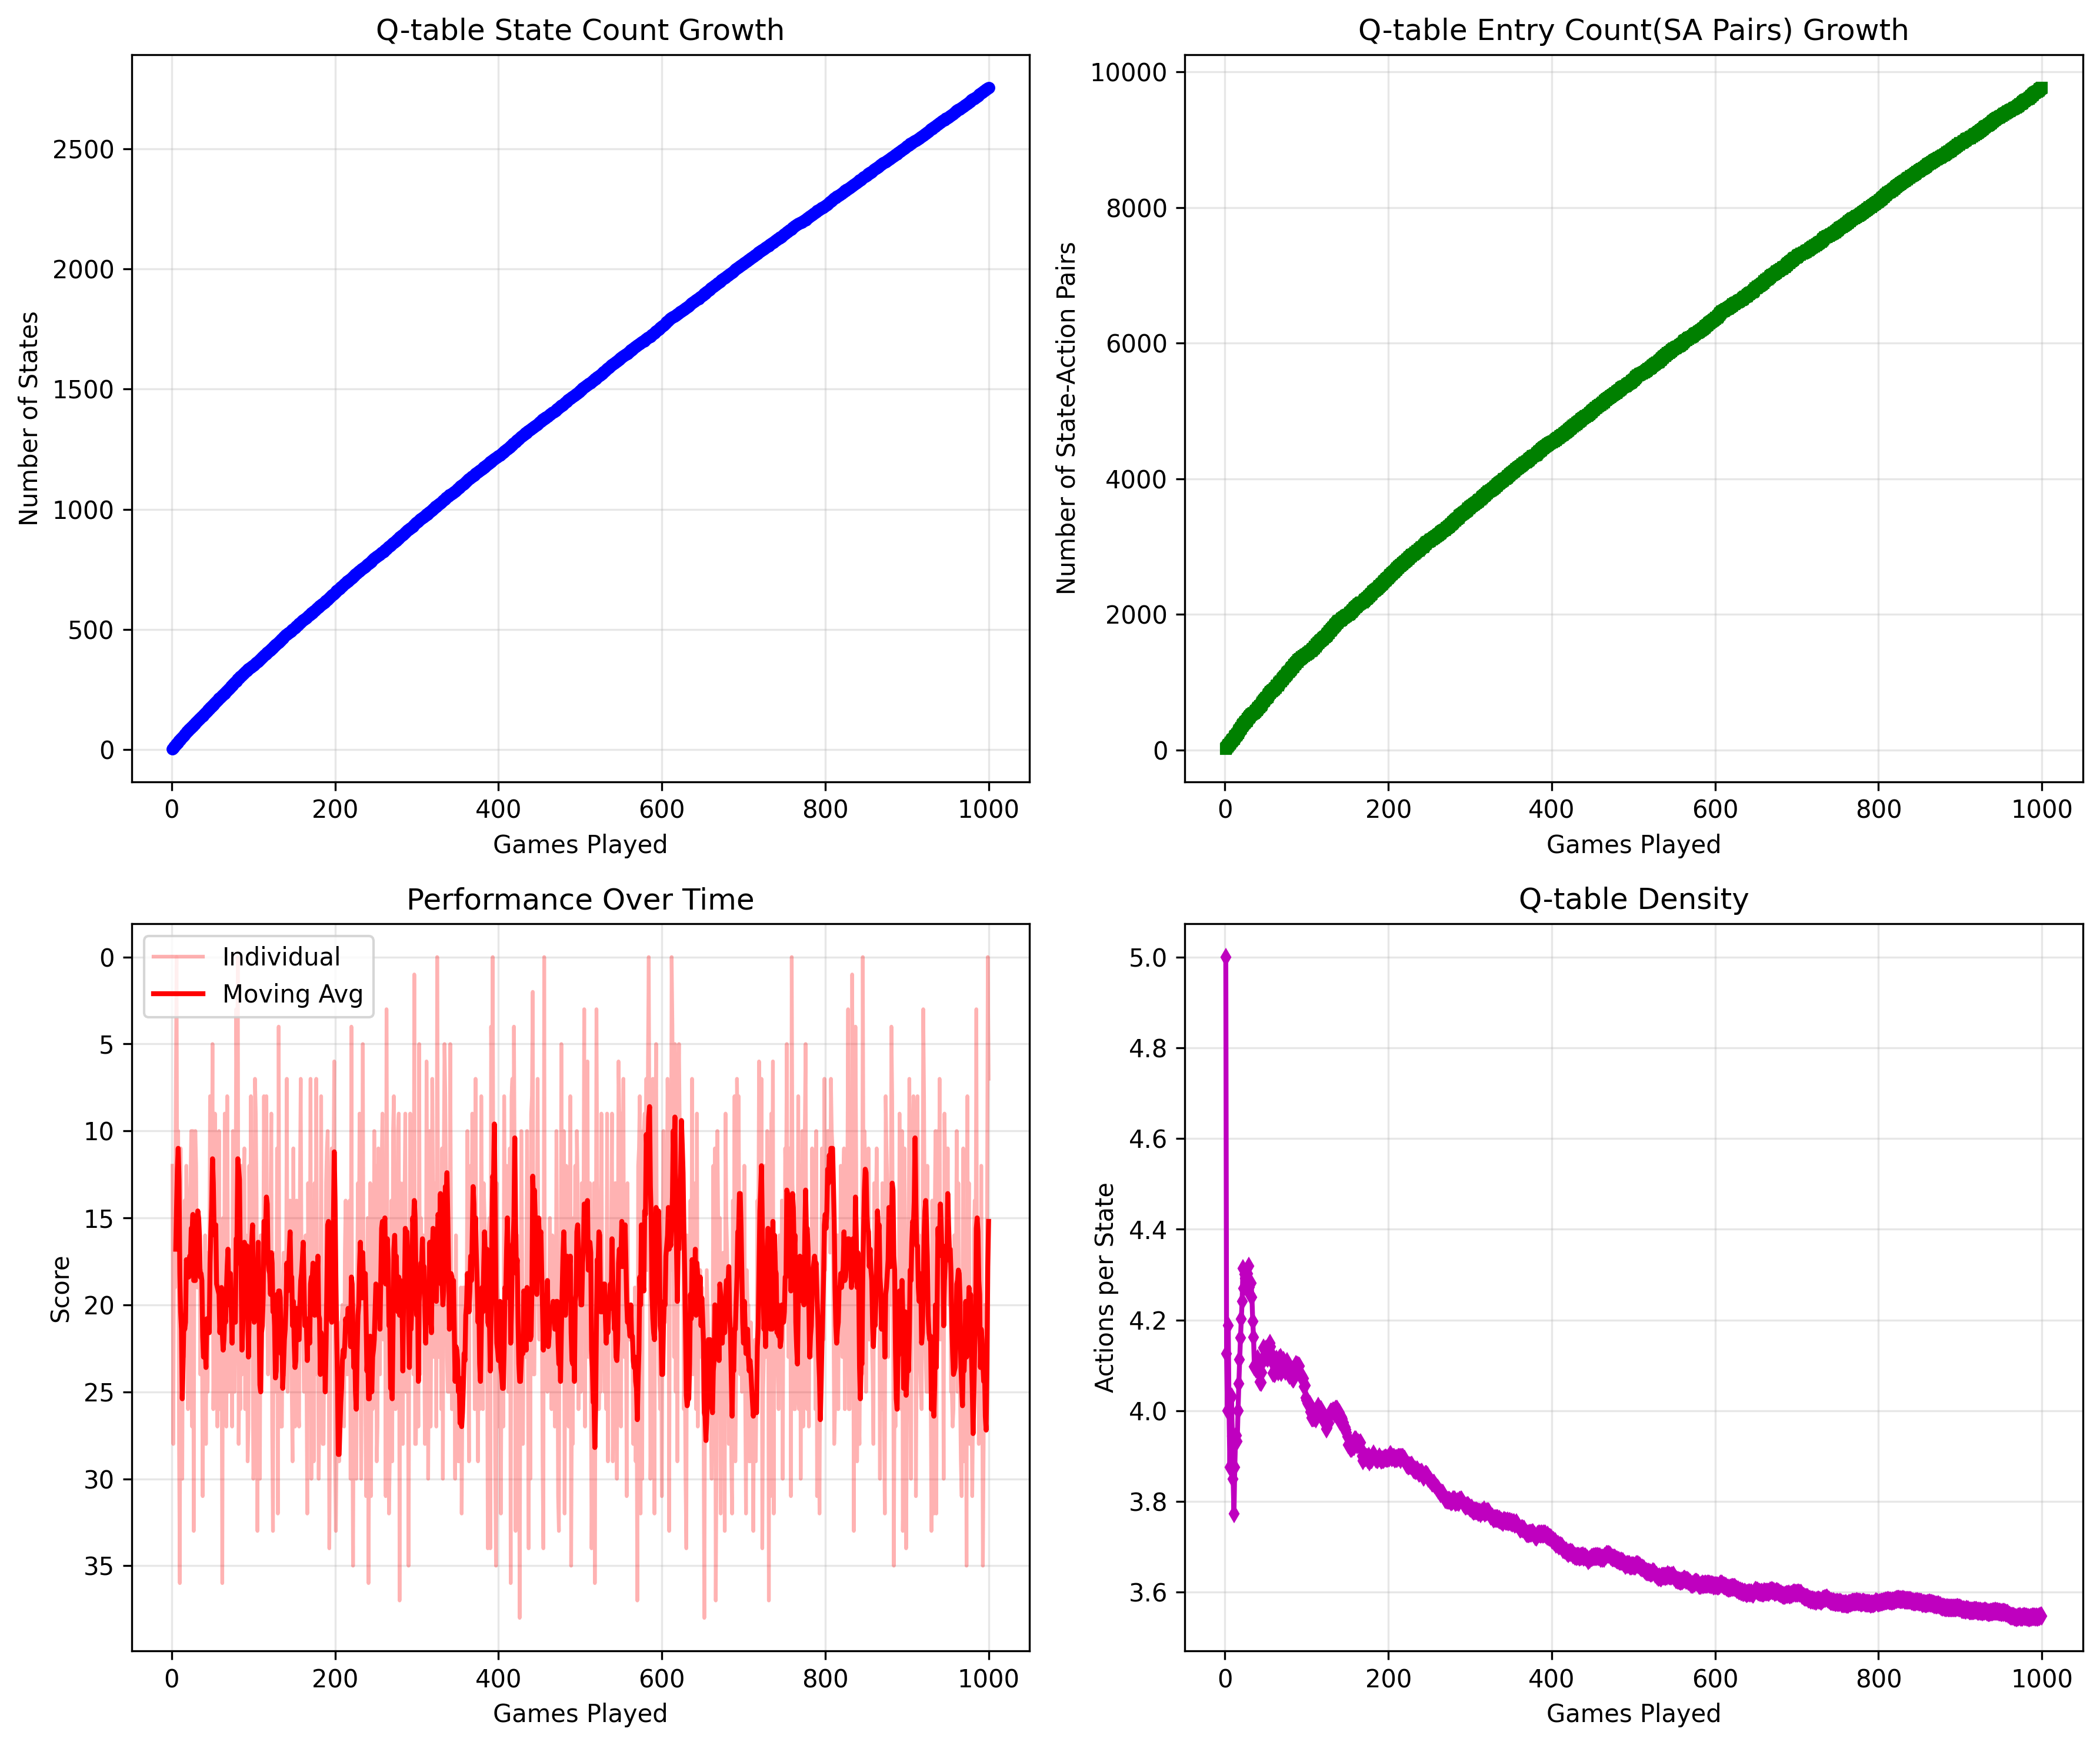 Q-table State Count Growth
Number of States
2500
2000
1500
1000
500
0
0 200 400 600 800 1000
Games Played
Q-table Entry Count(SA Pairs) Growth
Number of State-Action Pairs
10000
8000
6000
4000
2000
0
0 200 400 600 800 1000
Games Played
Performance Over Time
Individual
Moving Avg
Score
0
5
10
15
20
25
30
35
0 200 400 600 800 1000
Games Played
Q-table Density
Actions per State
5.0
4.8
4.6
4.4
4.2
4.0
3.8
3.6
0 200 400 600 800 1000
Games Played